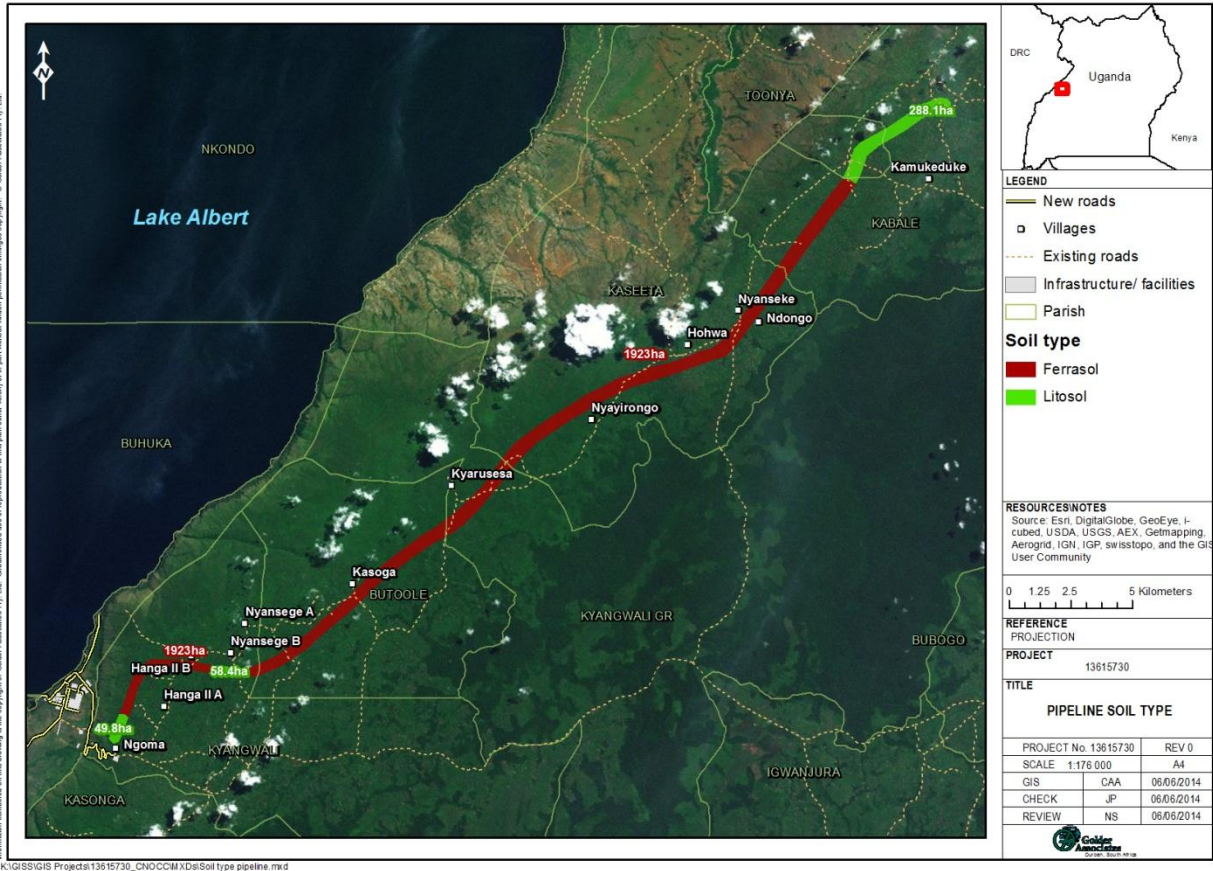 N
NKONDO
Lake Albert
BUHUKA
TOONYA
288.1ha
Kamukeduke
KABALE
KASEETA
Nyanseke
Ndongo
Hohwa
1923ha
Nyayirongo
Kyarusesa
Kasoga
BUTOOLE
Nyansege A
Nyansege B
KYANGWALI GR
BUBOGO
1923ha
Hanga II B
58.4ha
Hanga II A
49.8ha
Ngoma
KYANGWALI
IGWANJURA
KASONGA
DRC
Uganda
Kenya
LEGEND
New roads
Villages
Existing roads
Infrastructure/ facilities
Parish
Soil type
Ferrasol
Litosol
RESOURCES\NOTES
Source: Esri, DigitalGlobe, GeoEye, i-
cubed, USDA, USGS, AEX, Getmapping,
Aerogrid, IGN, IGP, swisstopo, and the GIS
User Community
0 1.25 2.5 5 Kilometers
REFERENCE
PROJECTION
PROJECT
13615730
TITLE
PIPELINE SOIL TYPE
PROJECT No. 13615730 REV 0
SCALE 1:176 000 A4
GIS CAA 06/06/2014
CHECK JP 06/06/2014
REVIEW NS 06/06/2014
Golder
Associates
Durban, South Africa
K:\GISS\GIS Projects\13615730_CNOCC\MXDs\Soil type pipeline.mxd